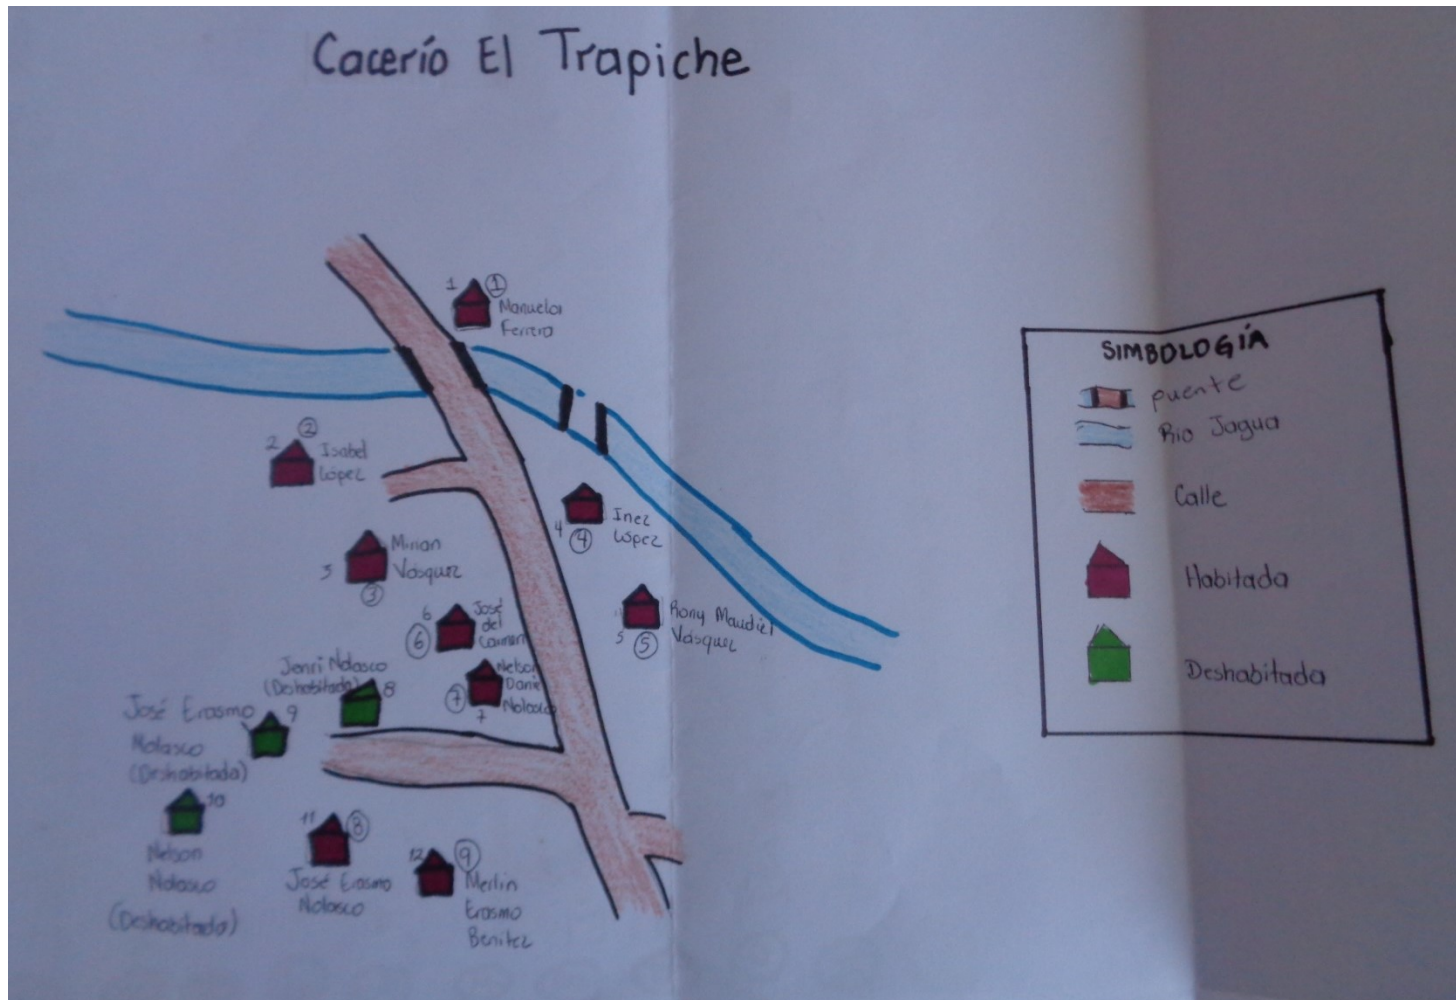 Cacerío El Trapiche
1 ①
Manuela
Ferrera
2 ②
Isabel
López
3 ③
Mirian
Vásquez
4 ④
Inez
López
5 ⑤
Rony Maudiel
Vásquez
6 ⑥
José
del
Carmen
7 ⑦
Nelson
Daniel
Nolasco
Jenri Nolasco
(Deshabitada)
8
José Erasmo
Nolasco
(Deshabitada)
9
10
Nelson
Nolasco
(Deshabitada)
11 ⑧
José Erasmo
Nolasco
12 ⑨
Merlin
Erasmo
Benitez
SIMBOLOGÍA
puente
Rio Jagua
Calle
Habitada
Deshabitada